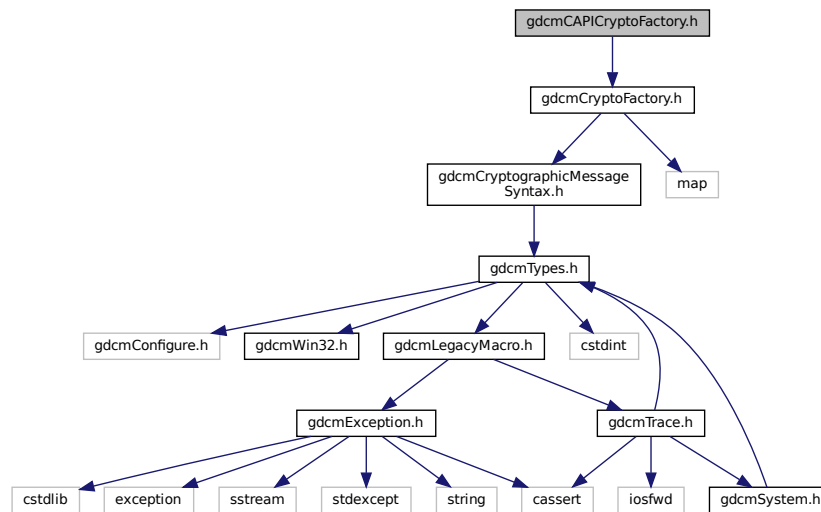 gdcmCAPICryptoFactory.h
gdcmCryptoFactory.h
gdcmCryptographicMessage
Syntax.h
map
gdcmTypes.h
gdcmConfigure.h
gdcmWin32.h
gdcmLegacyMacro.h
cstdint
gdcmException.h
gdcmTrace.h
cstdlib
exception
sstream
stdexcept
string
cassert
iosfwd
gdcmSystem.h